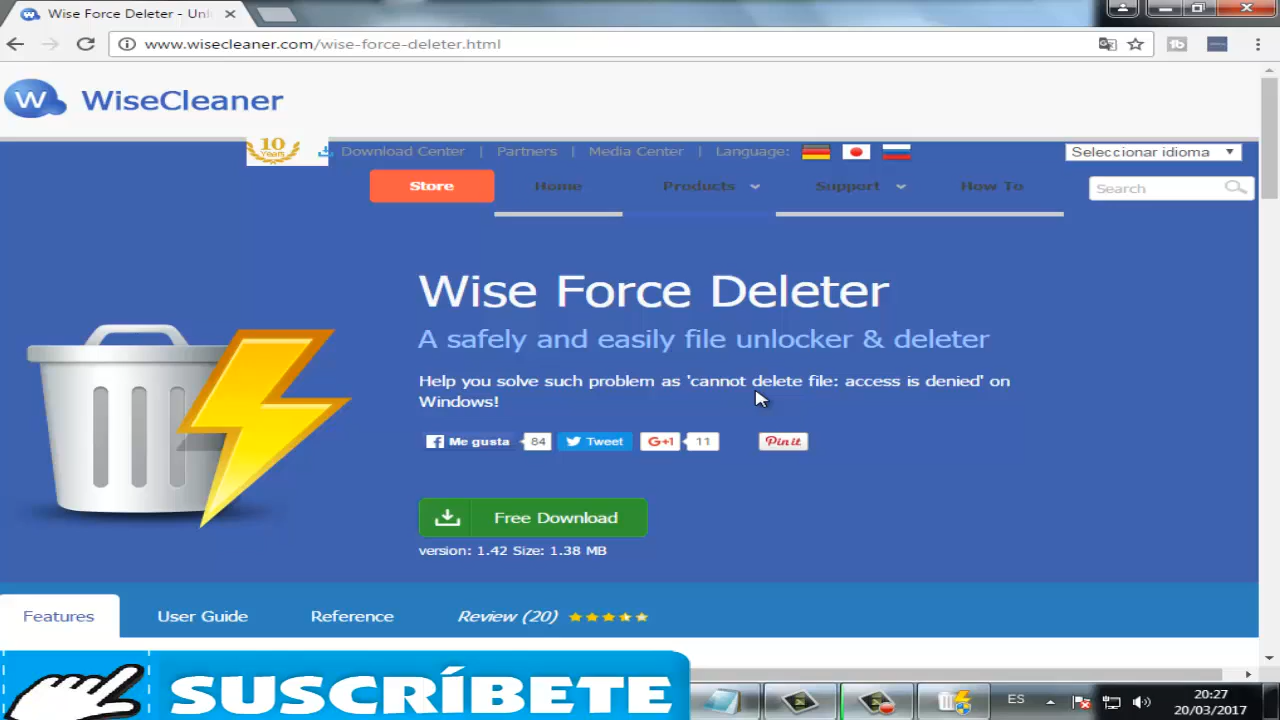 Wise Force Deleter - Unl
www.wisecleaner.com/wise-force-deleter.html
W WiseCleaner
10 Years
Download Center | Partners | Media Center | Language:
Seleccionar idioma
Store Home Products Support How To
Search
Wise Force Deleter
A safely and easily file unlocker & deleter
Help you solve such problem as 'cannot delete file: access is denied' on
Windows!
Me gusta 84 Tweet G+1 11 Pin it
Free Download
version: 1.42 Size: 1.38 MB
Features User Guide Reference Review (20)
SUSCRÍBETE
ES
20:27
20/03/2017